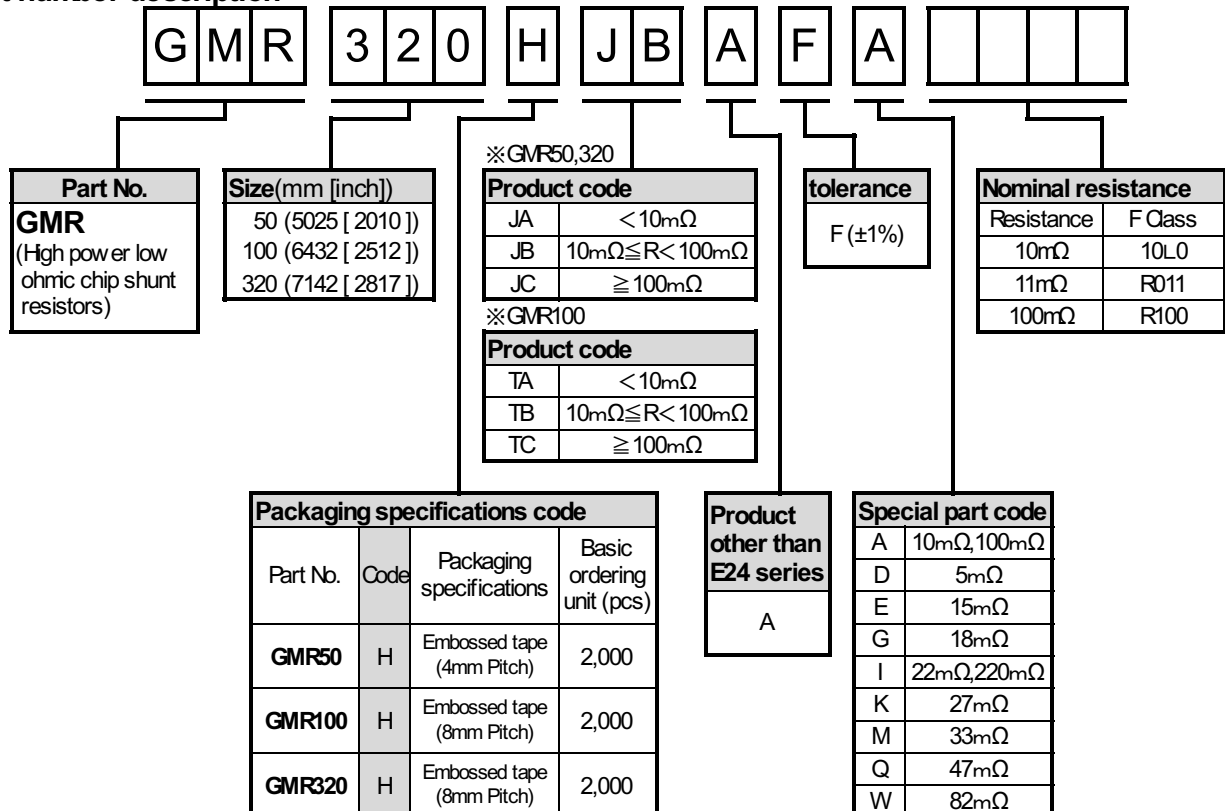 GMR 320 H JB A F A
※GMR50,320
Part No.
GMR
(High power low
ohmic chip shunt
resistors)
Size(mm [inch])
50 (5025 [ 2010 ])
100 (6432 [ 2512 ])
320 (7142 [ 2817 ])
Product code
JA <10mΩ
JB 10mΩ≦R<100mΩ
JC ≧100mΩ
※GMR100
Product code
TA <10mΩ
TB 10mΩ≦R<100mΩ
TC ≧100mΩ
tolerance
F (±1%)
Nominal resistance
Resistance F Class
10mΩ 10L0
11mΩ R011
100mΩ R100
Packaging specifications code
Part No. Code Packaging specifications Basic ordering unit (pcs)
GMR50 H Embossed tape (4mm Pitch) 2,000
GMR100 H Embossed tape (8mm Pitch) 2,000
GMR320 H Embossed tape (8mm Pitch) 2,000
Product
other than
E24 series
A
Special part code
A 10mΩ,100mΩ
D 5mΩ
E 15mΩ
G 18mΩ
I 22mΩ,220mΩ
K 27mΩ
M 33mΩ
Q 47mΩ
W 82mΩ